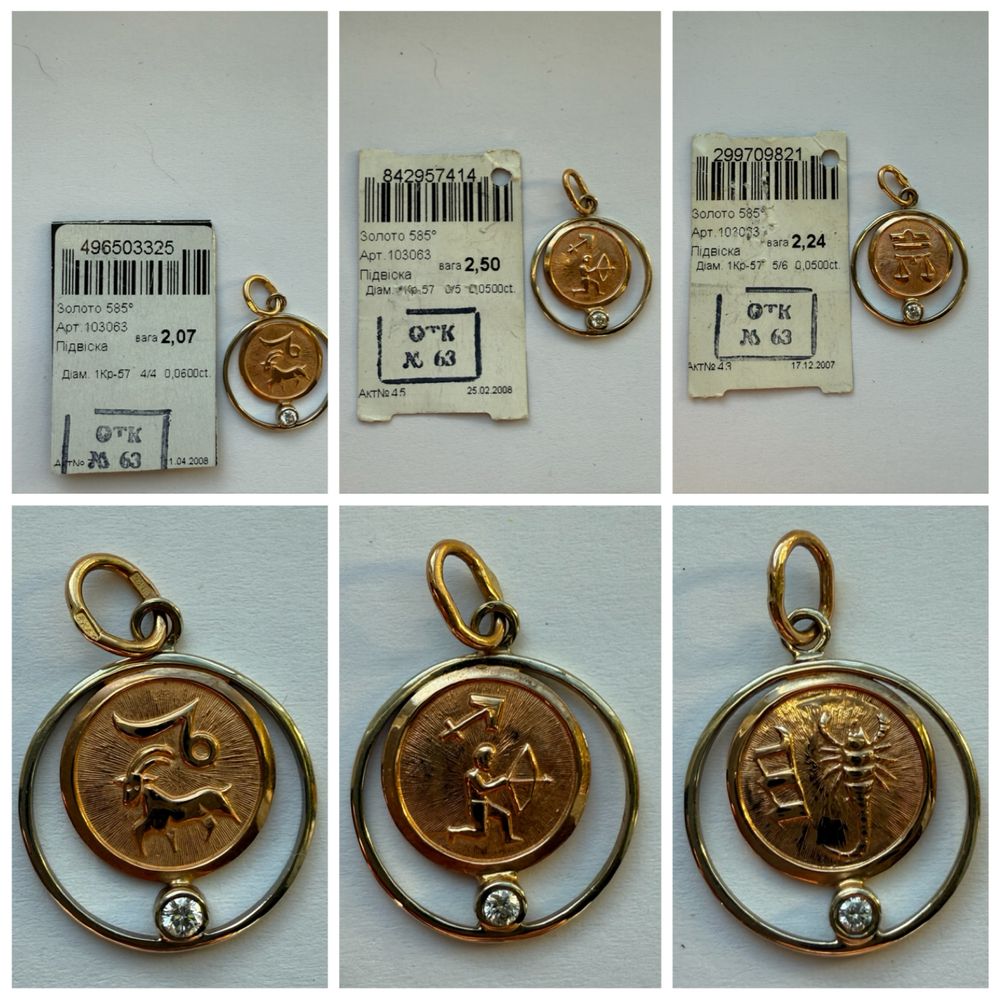 496503325
Золото 585°
Арт.103063
Підвіска вага 2,07
Діам. 1Кр-57 4/4 0,0600ct.
ОТК
№ 63
1.04.2008
842957414
Золото 585°
Арт.103063
Підвіска вага 2,50
Діам. 1Кр-57 0,0500ct.
ОТК
№ 63
Акт№45 25.02.2008
299709821
Золото 585°
Арт.103063
Підвіска вага 2,24
Діам. 1Кр-57 5/6 0,0500ct.
ОТК
№ 63
Акт№43 17.12.2007